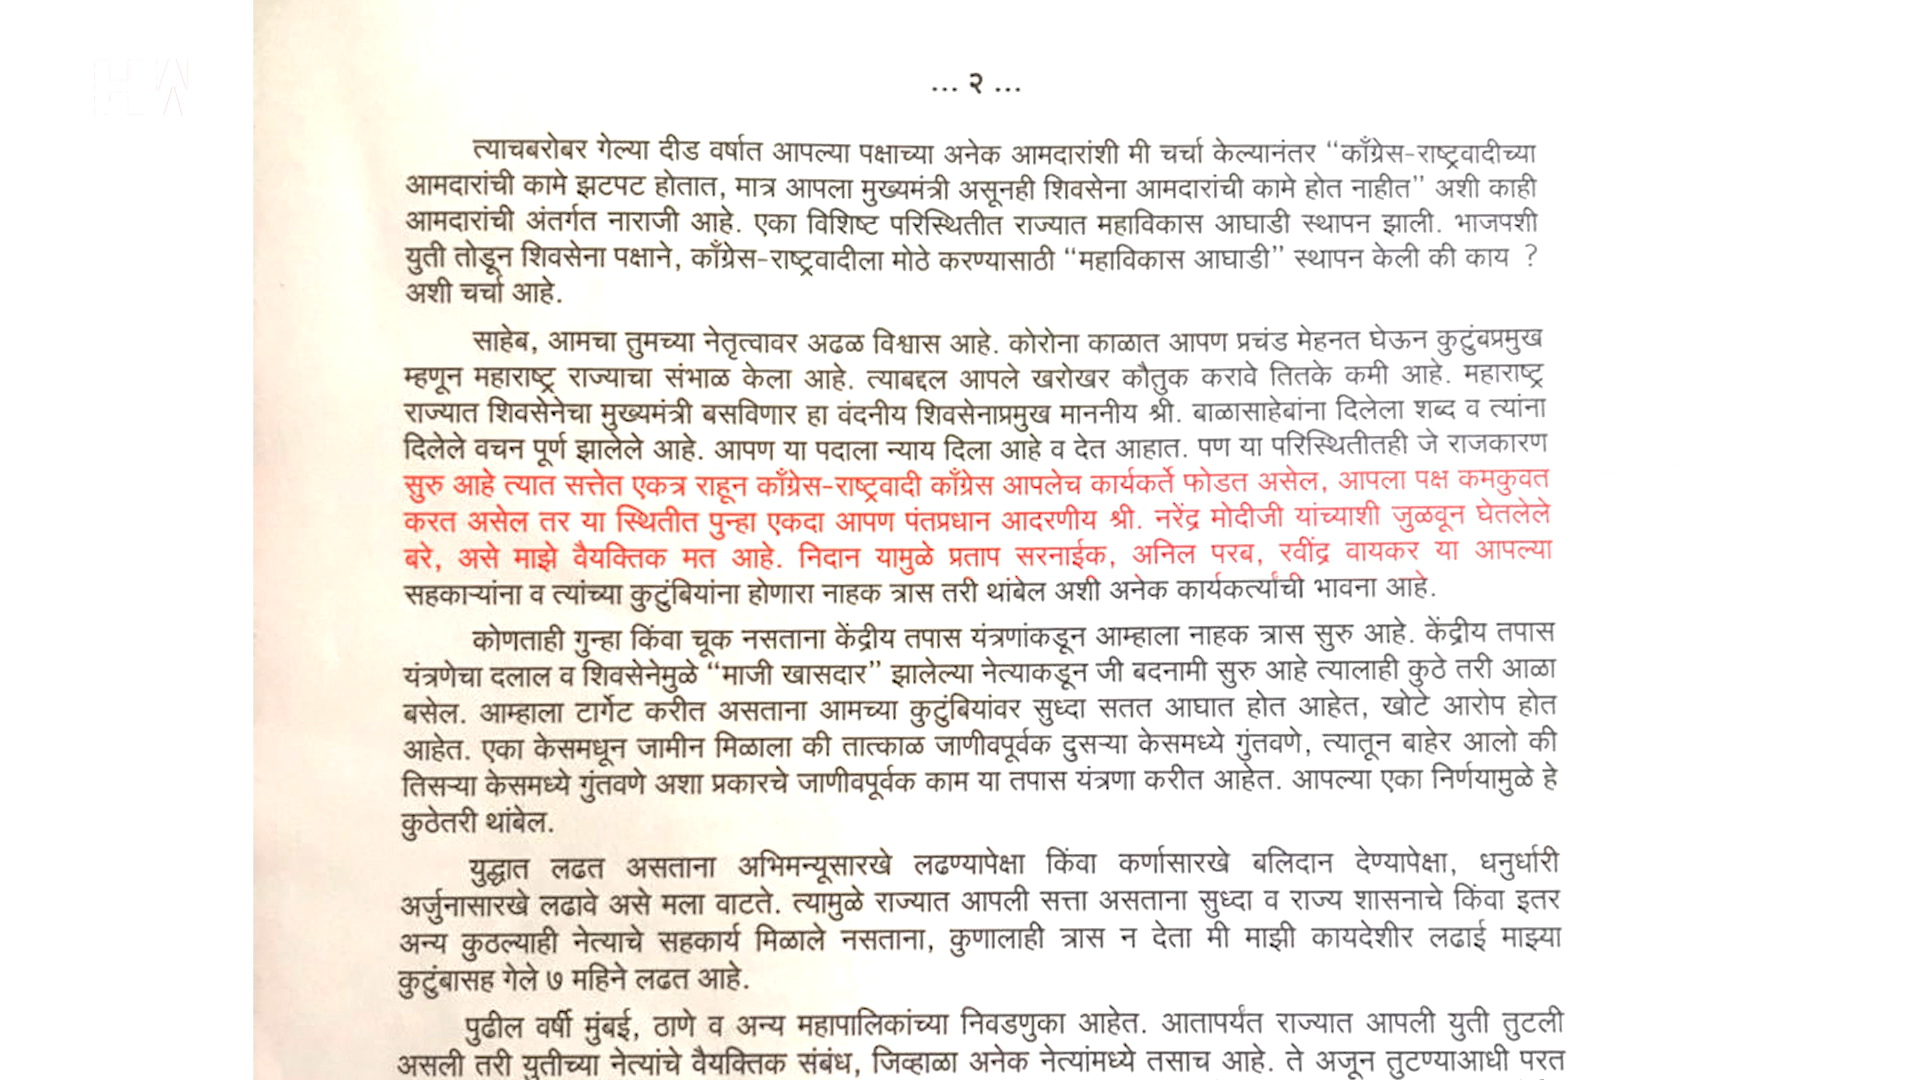 ... २ ...
त्याचबरोबर गेल्या दीड वर्षात आपल्या पक्षाच्या अनेक आमदारांशी मी चर्चा केल्यानंतर “काँग्रेस-राष्ट्रवादीच्या
आमदारांची कामे झटपट होतात, मात्र आपला मुख्यमंत्री असूनही शिवसेना आमदारांची कामे होत नाहीत” अशी काही
आमदारांची अंतर्गत नाराजी आहे. एका विशिष्ट परिस्थितीत राज्यात महाविकास आघाडी स्थापन झाली. भाजपशी
युती तोडून शिवसेना पक्षाने, काँग्रेस-राष्ट्रवादीला मोठे करण्यासाठी “महाविकास आघाडी” स्थापन केली की काय ?
अशी चर्चा आहे.
साहेब, आमचा तुमच्या नेतृत्वावर अढळ विश्वास आहे. कोरोना काळात आपण प्रचंड मेहनत घेऊन कुटुंबप्रमुख
म्हणून महाराष्ट्र राज्याचा संभाळ केला आहे. त्याबद्दल आपले खरोखर कौतुक करावे तितके कमी आहे. महाराष्ट्र
राज्यात शिवसेनेचा मुख्यमंत्री बसविणार हा वंदनीय शिवसेनाप्रमुख माननीय श्री. बाळासाहेबांना दिलेला शब्द व त्यांना
दिलेले वचन पूर्ण झालेले आहे. आपण या पदाला न्याय दिला आहे व देत आहात. पण या परिस्थितीतही जे राजकारण
सुरु आहे त्यात सत्तेत एकत्र राहून काँग्रेस-राष्ट्रवादी काँग्रेस आपलेच कार्यकर्ते फोडत असेल, आपला पक्ष कमकुवत
करत असेल तर या स्थितीत पुन्हा एकदा आपण पंतप्रधान आदरणीय श्री. नरेंद्र मोदीजी यांच्याशी जुळवून घेतलेले
बरे, असे माझे वैयक्तिक मत आहे. निदान यामुळे प्रताप सरनाईक, अनिल परब, रवींद्र वायकर या आपल्या
सहकाऱ्यांना व त्यांच्या कुटुंबियांना होणारा नाहक त्रास तरी थांबेल अशी अनेक कार्यकर्त्यांची भावना आहे.
कोणताही गुन्हा किंवा चूक नसताना केंद्रीय तपास यंत्रणांकडून आम्हाला नाहक त्रास सुरु आहे. केंद्रीय तपास
यंत्रणेचा दलाल व शिवसेनेमुळे “माजी खासदार” झालेल्या नेत्याकडून जी बदनामी सुरु आहे त्यालाही कुठे तरी आळा
बसेल. आम्हाला टार्गेट करीत असताना आमच्या कुटुंबियांवर सुध्दा सतत आघात होत आहेत, खोटे आरोप होत
आहेत. एका केसमधून जामीन मिळाला की तात्काळ जाणीवपूर्वक दुसऱ्या केसमध्ये गुंतवणे, त्यातून बाहेर आलो की
तिसऱ्या केसमध्ये गुंतवणे अशा प्रकारचे जाणीवपूर्वक काम या तपास यंत्रणा करीत आहेत. आपल्या एका निर्णयामुळे हे
कुठेतरी थांबेल.
युद्धात लढत असताना अभिमन्यूसारखे लढण्यापेक्षा किंवा कर्णासारखे बलिदान देण्यापेक्षा, धनुर्धारी
अर्जुनासारखे लढावे असे मला वाटते. त्यामुळे राज्यात आपली सत्ता असताना सुध्दा व राज्य शासनाचे किंवा इतर
अन्य कुठल्याही नेत्याचे सहकार्य मिळाले नसताना, कुणालाही त्रास न देता मी माझी कायदेशीर लढाई माझ्या
कुटुंबासह गेले ७ महिने लढत आहे.
पुढील वर्षी मुंबई, ठाणे व अन्य महापालिकांच्या निवडणुका आहेत. आतापर्यंत राज्यात आपली युती तुटली
असली तरी युतीच्या नेत्यांचे वैयक्तिक संबंध, जिव्हाळा अनेक नेत्यांमध्ये तसाच आहे. ते अजून तुटण्याआधी परत